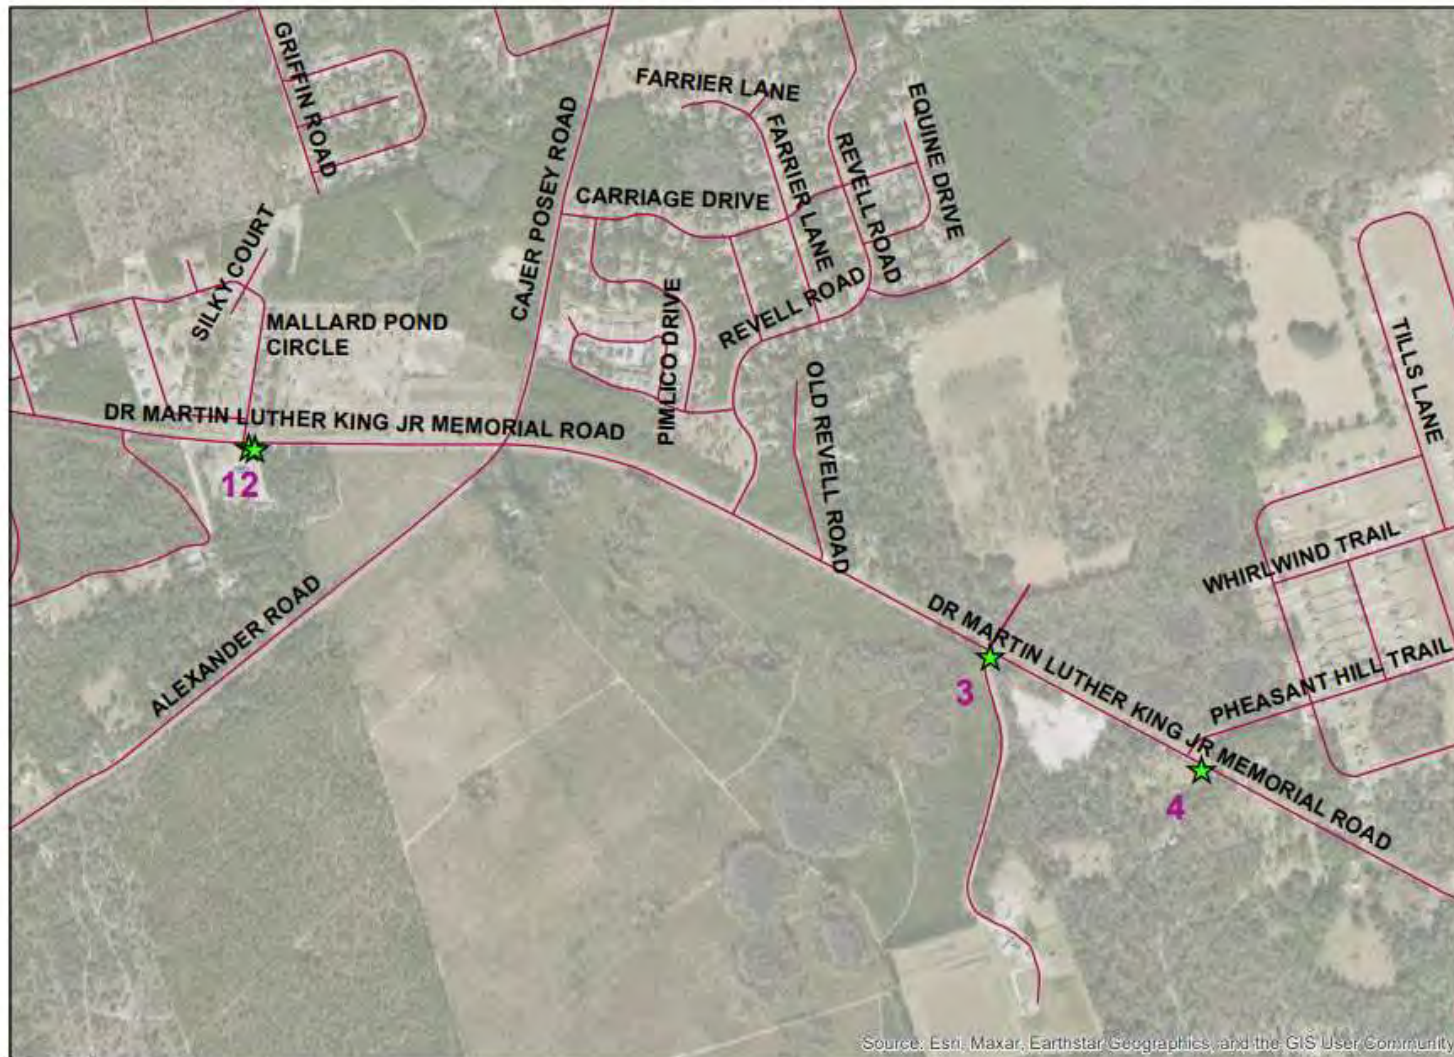 GRIFFIN ROAD
FARRIER LANE
EQUINE DRIVE
CAJER POSEY ROAD
FARRIER LANE
REVELL ROAD
CARRIAGE DRIVE
SILKY COURT
MALLARD POND
CIRCLE
PIMLICO DRIVE
REVELL ROAD
TILLS LANE
OLD REVELL ROAD
DR MARTIN LUTHER KING JR MEMORIAL ROAD
12
WHIRLWIND TRAIL
ALEXANDER ROAD
DR MARTIN LUTHER KING JR MEMORIAL ROAD
3
PHEASANT HILL TRAIL
4
Source: Esri, Maxar, Earthstar Geographics, and the GIS User Community